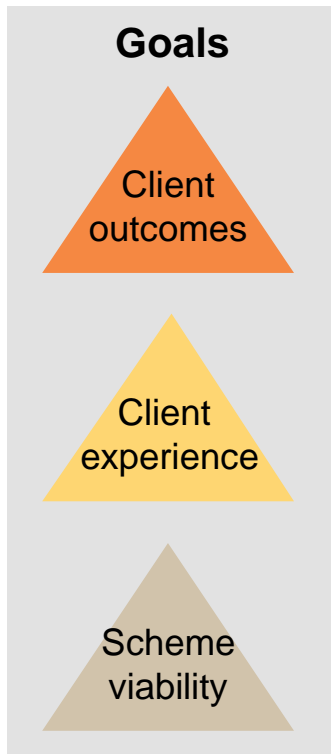 Goals
Client
outcomes
Client
experience
Scheme
viability